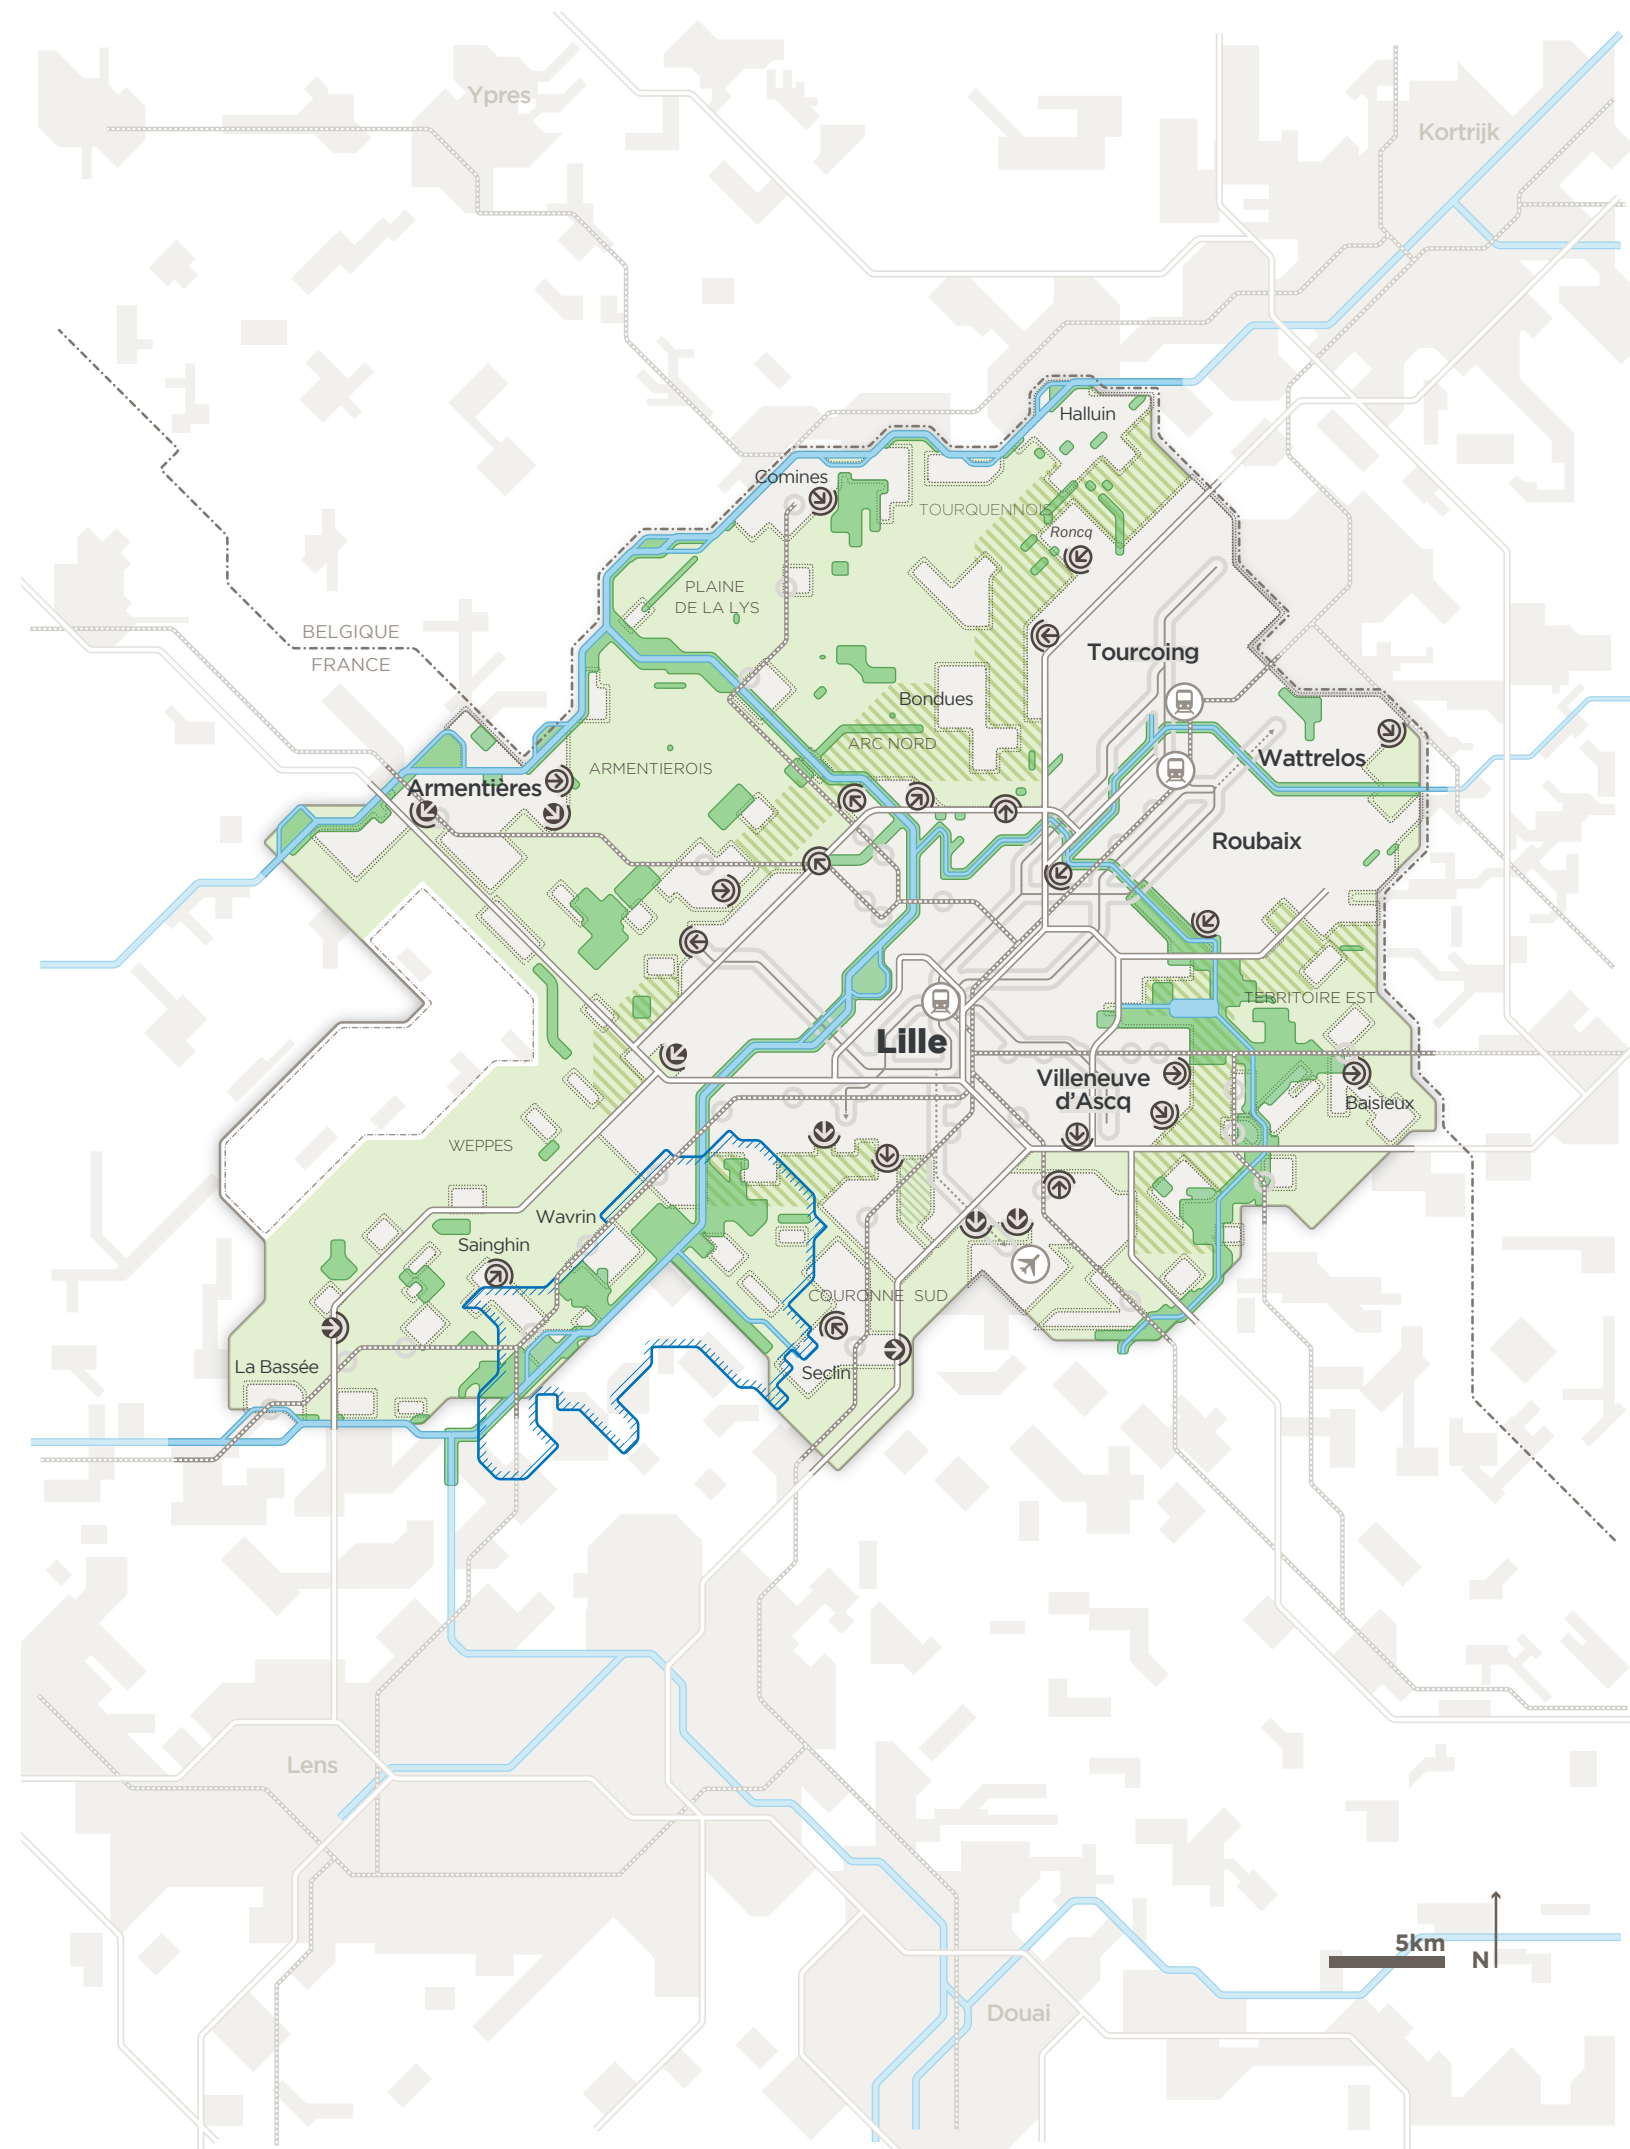 Ypres
Kortrijk
Halluin
Comines
TOURQUENNOIS
Roncq
PLAINE
DE LA LYS
BELGIQUE
FRANCE
Tourcoing
Bondues
ARC NORD
Wattrelos
ARMENTIEROIS
Armentières
Roubaix
TERRITOIRE EST
Lille
Villeneuve
d'Ascq
Baisieux
WEPPES
Wavrin
Sainghin
COURONNE SUD
La Bassée
Seclin
Lens
5km
N
Douai